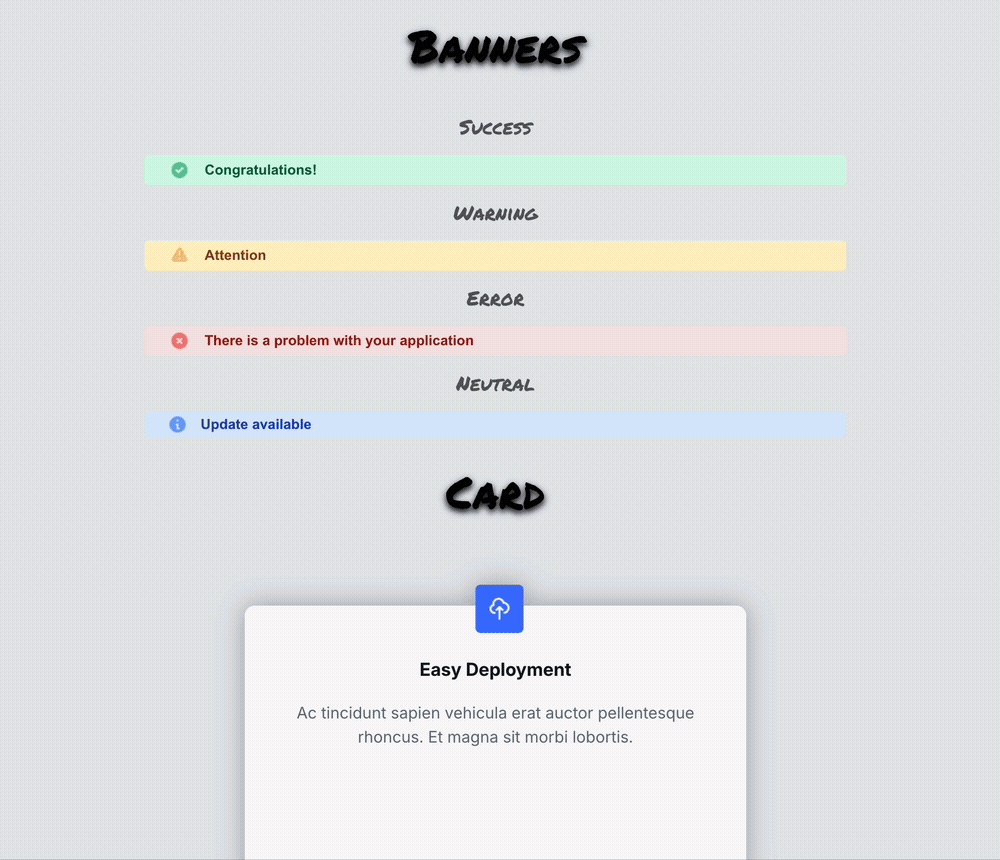 Banners
Success
Congratulations!
Warning
Attention
Error
There is a problem with your application
Neutral
Update available
Card
Easy Deployment
Ac tincidunt sapien vehicula erat auctor pellentesque
rhoncus. Et magna sit morbi lobortis.